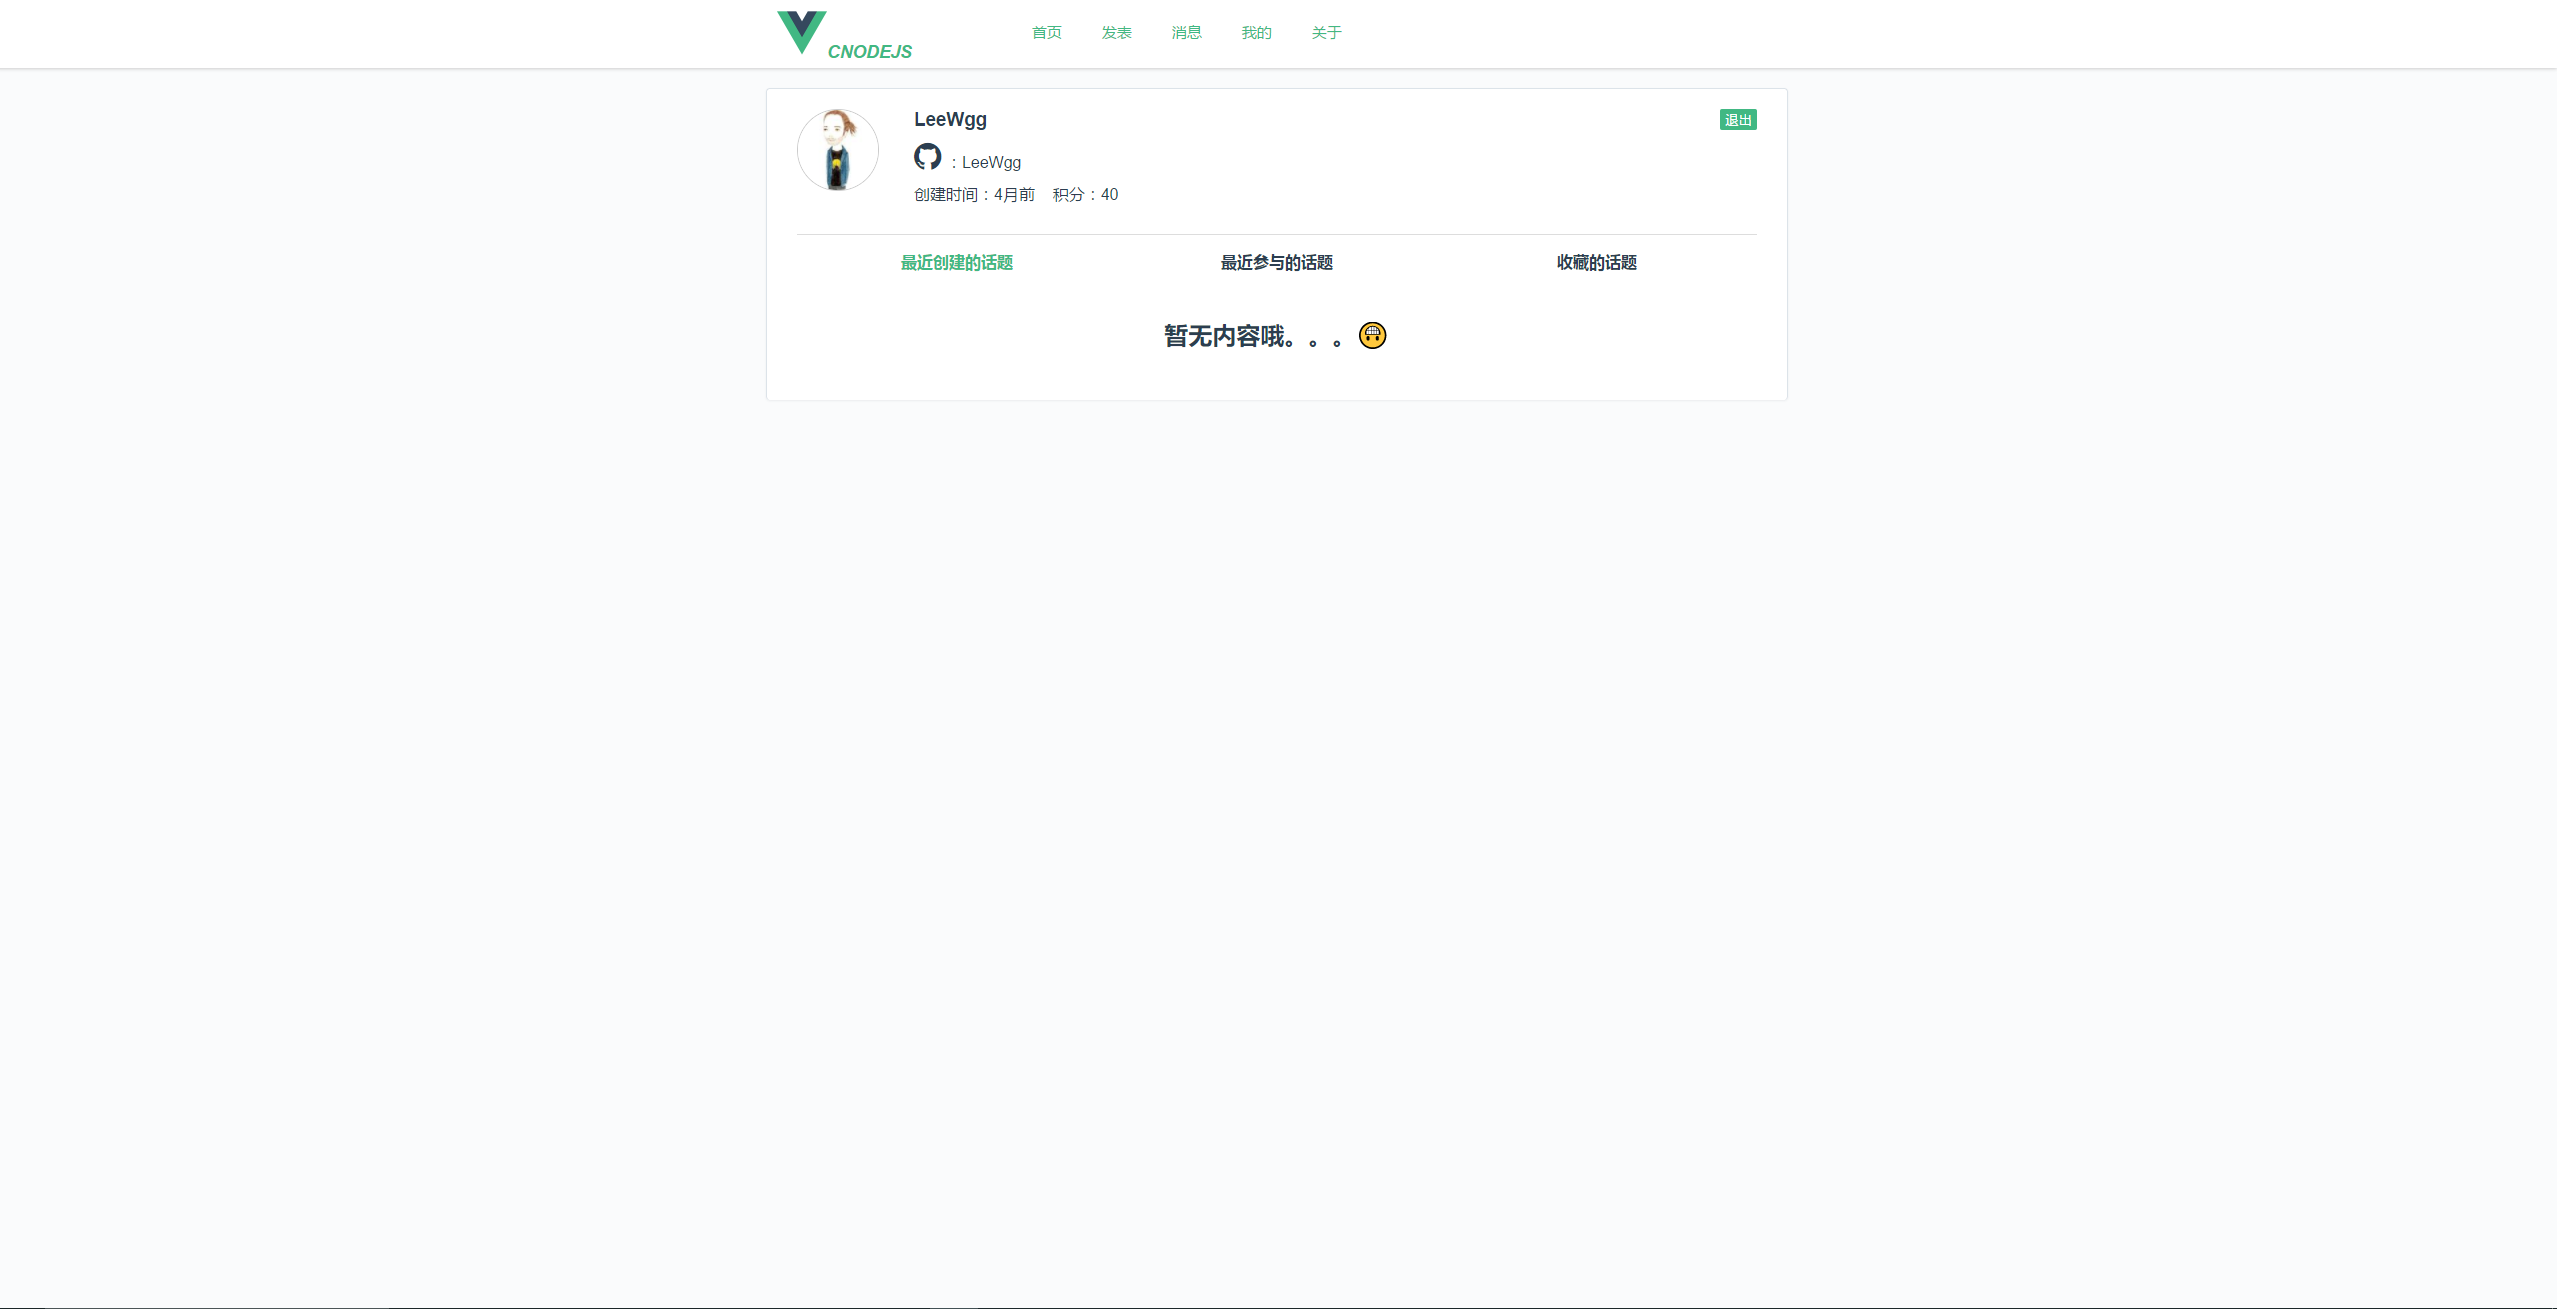 CNODEJS
首页 发表 消息 我的 关于
LeeWgg 退出
：LeeWgg
创建时间：4月前 积分：40
最近创建的话题 最近参与的话题 收藏的话题
暂无内容哦。。。